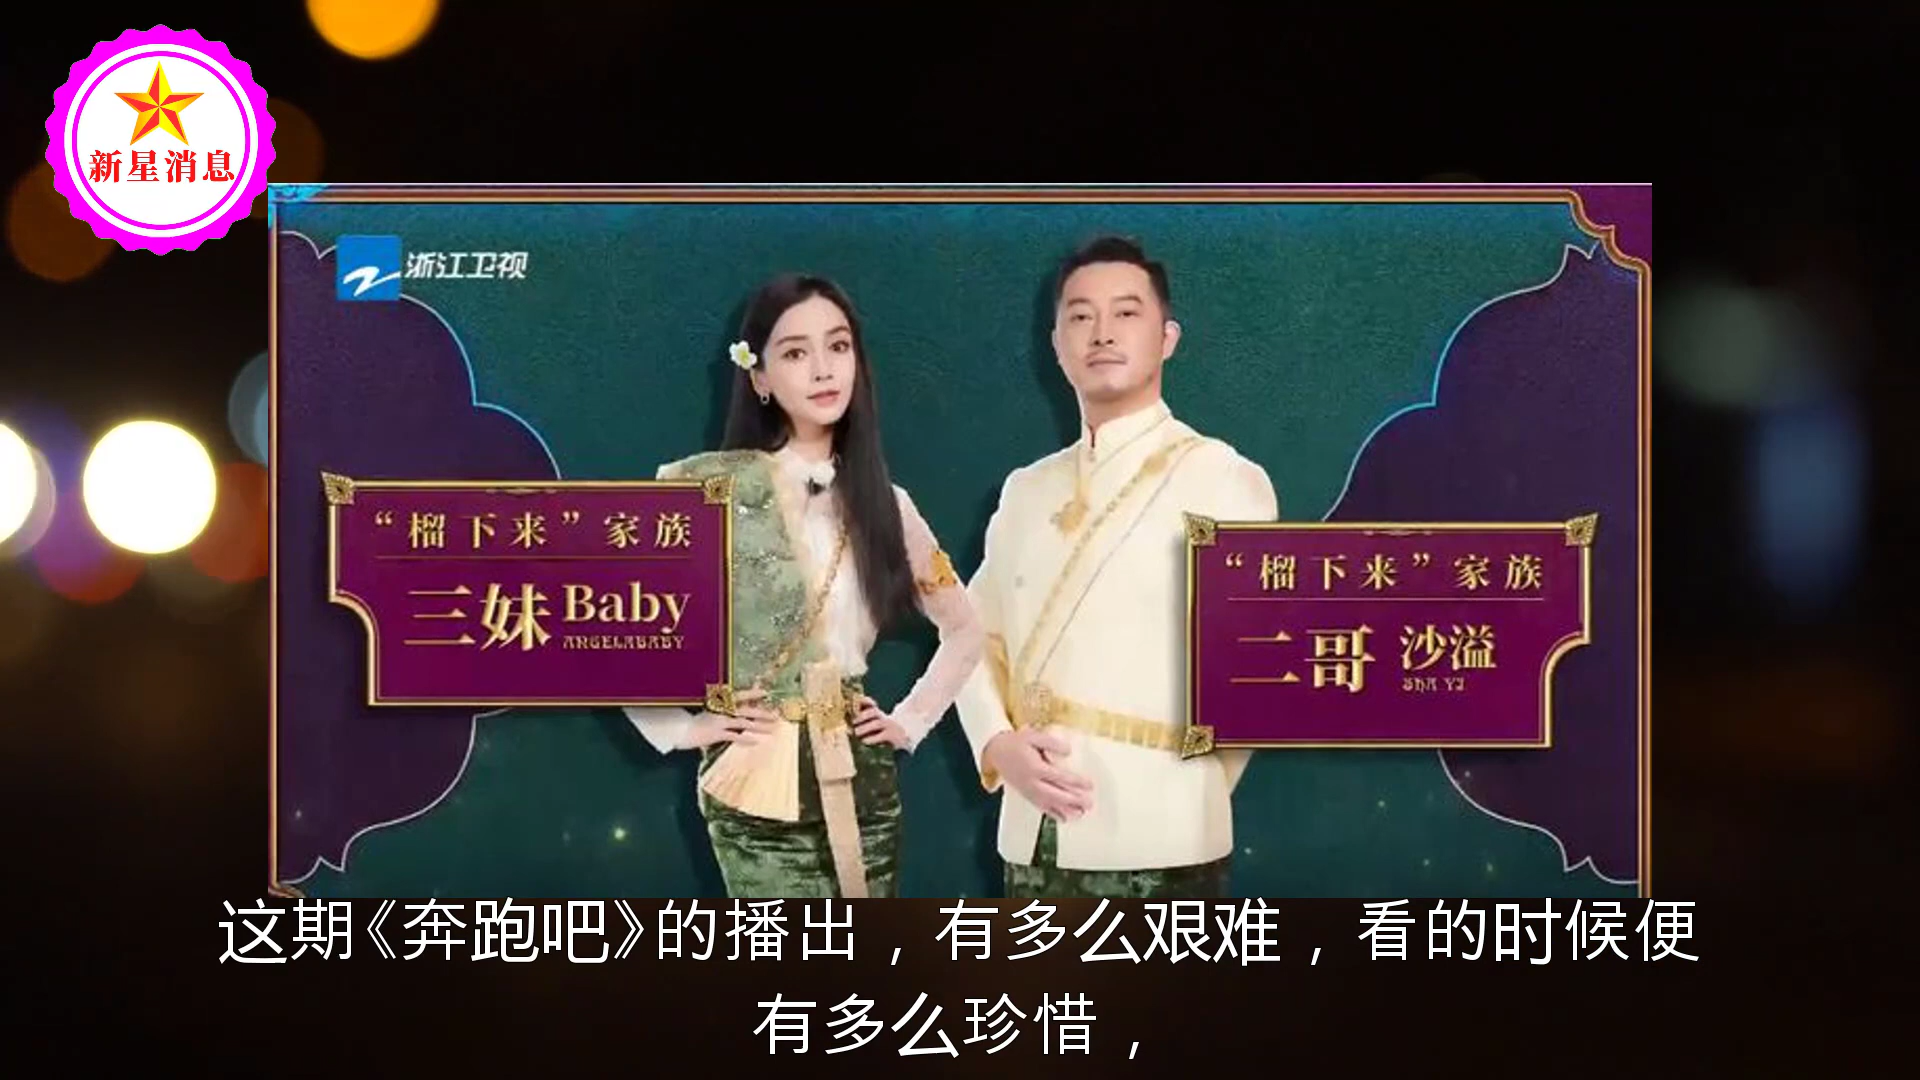 新星消息
浙江卫视
“榴下来”家族
三妹 Baby
ANGELABABY
“榴下来”家族
二哥 沙溢
SHA YI
这期《奔跑吧》的播出，有多么艰难，看的时候便
有多么珍惜，